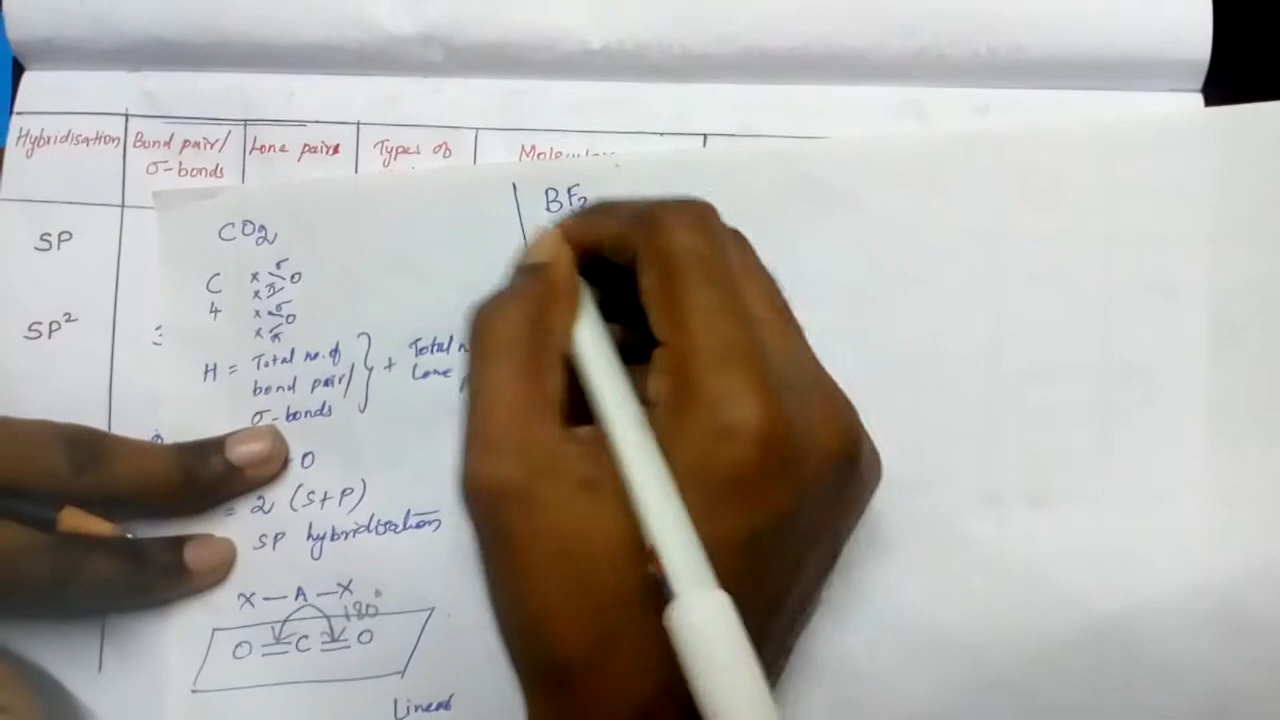 Hybridisation
Bond pair/
σ-bonds
Lone pairs
Types of
SP
SP²
CO₂
C x σ O
x π
4 x σ O
x π
H = Total no. of
bond pair/
σ-bonds
+ Total
Lone
0
= 2 (S+P)
SP hybridisation
X — A — X
180°
O = C = O
Linear
BF₃